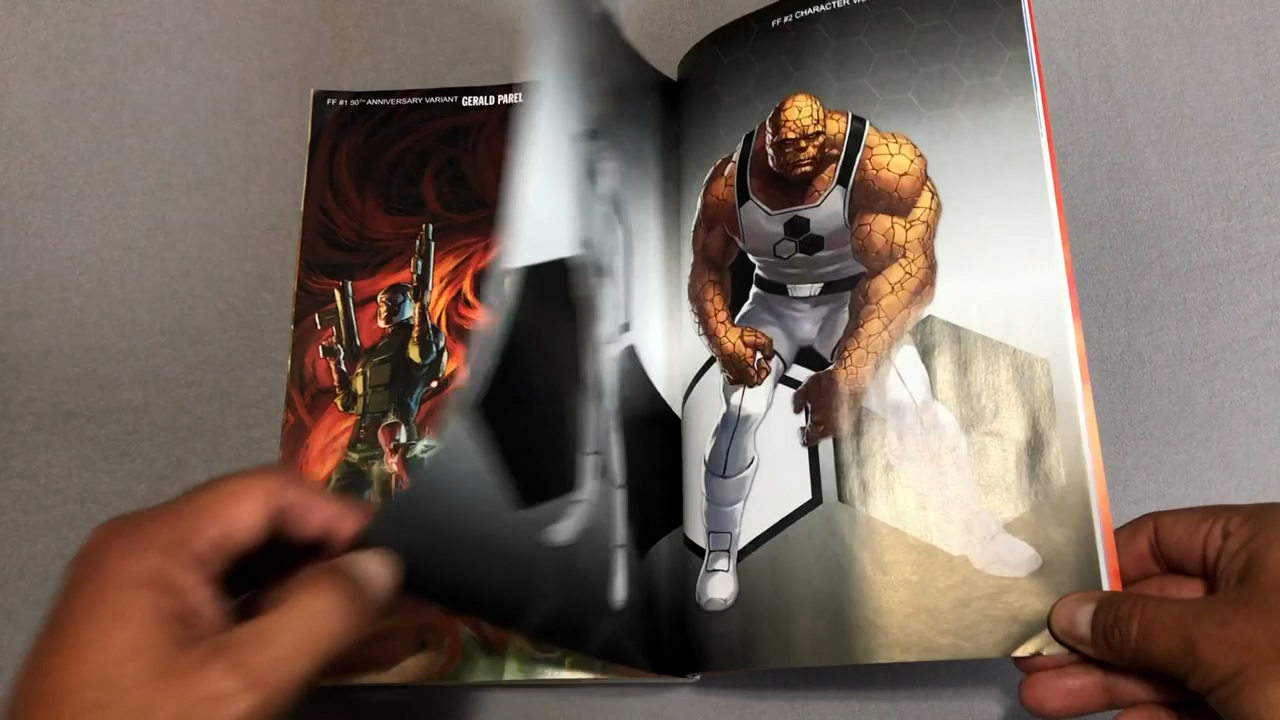 FF #1 50TH ANNIVERSARY VARIANT GERALD PAREL
FF #2 CHARACTER